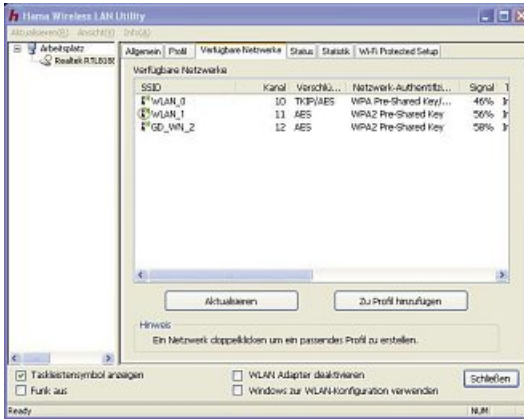 Hama Wireless LAN Utility
Aktualisieren(R) Ansicht(V) Info(A)
Arbeitsplatz
Realtek RTL818
Allgemein Profil Verfügbare Netzwerke Status Statistik Wi-Fi Protected Setup
Verfügbare Netzwerke
SSID Kanal Verschlü... Netzwerk-Authentifizi... Signal
WLAN_0 10 TKIP/AES WPA Pre-Shared Key/... 46%
WLAN_1 11 AES WPA2 Pre-Shared Key 56%
GD_WN_2 12 AES WPA2 Pre-Shared Key 58%
Aktualisieren Zu Profil hinzufügen
Hinweis
Ein Netzwerk doppelklicken um ein passendes Profil zu erstellen.
Taskleistensymbol anzeigen WLAN Adapter deaktivieren Schließen
Funk aus Windows zur WLAN-Konfiguration verwenden
Ready NUM